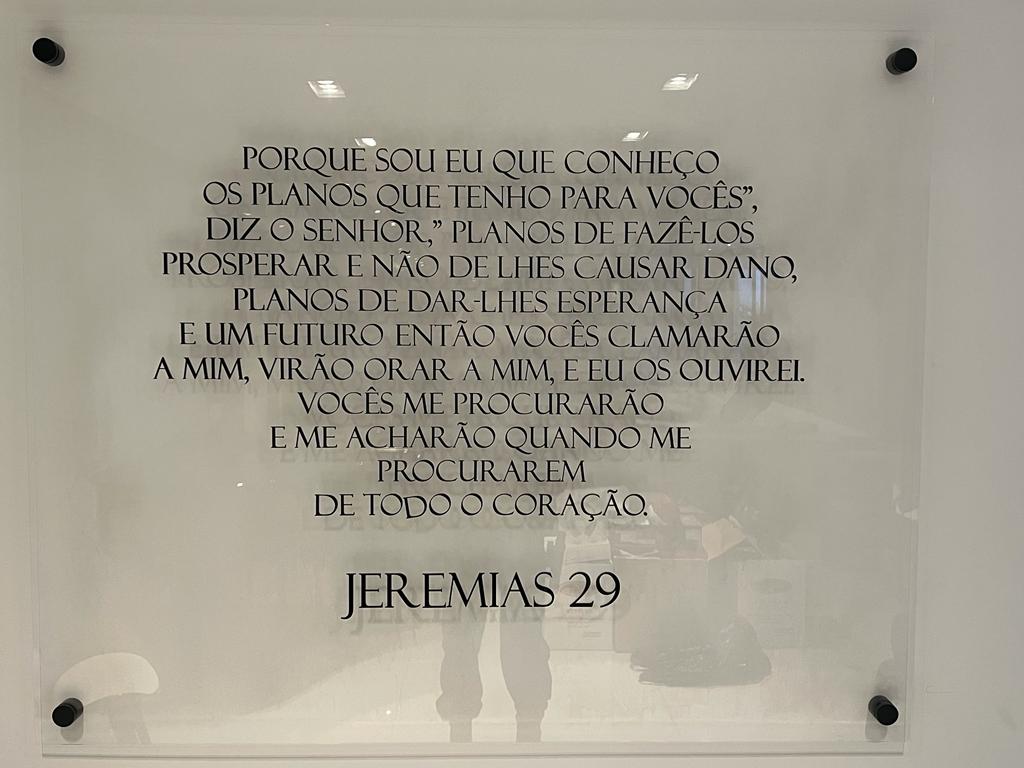 PORQUE SOU EU QUE CONHEÇO
OS PLANOS QUE TENHO PARA VOCÊS”,
DIZ O SENHOR,” PLANOS DE FAZÊ-LOS
PROSPERAR E NÃO DE LHES CAUSAR DANO,
PLANOS DE DAR-LHES ESPERANÇA
E UM FUTURO ENTÃO VOCÊS CLAMARÃO
A MIM, VIRÃO ORAR A MIM, E EU OS OUVIREI.
VOCÊS ME PROCURARÃO
E ME ACHARÃO QUANDO ME
PROCURAREM
DE TODO O CORAÇÃO.
JEREMIAS 29